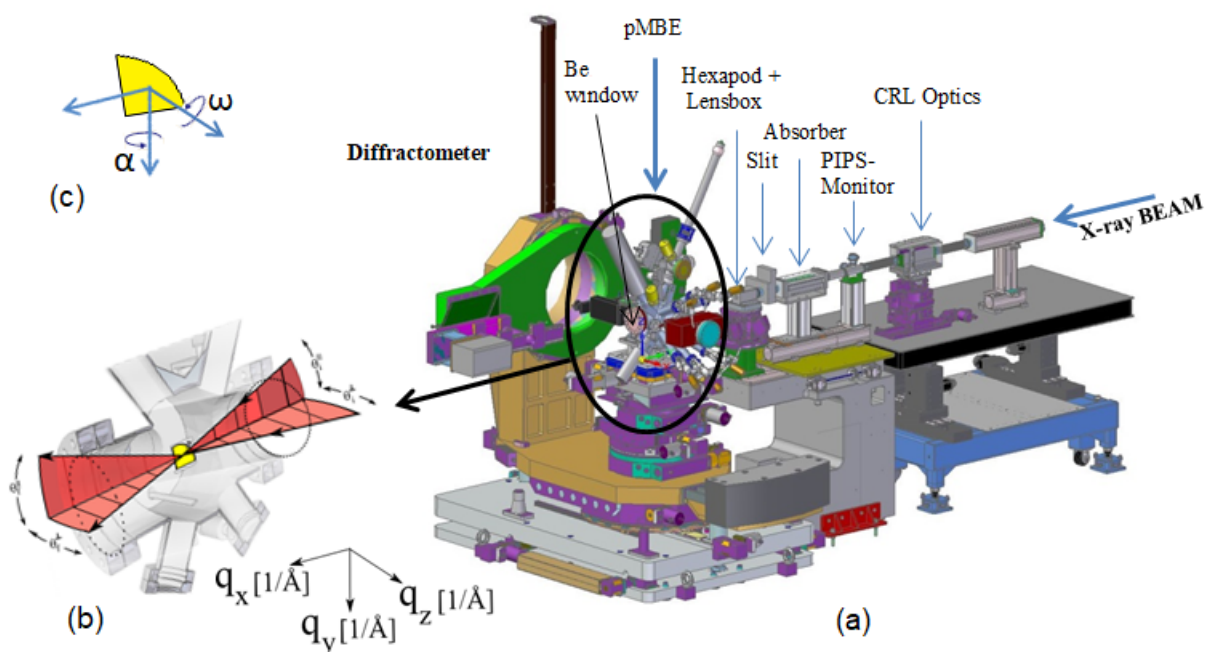 pMBE
Be
window
Hexapod +
Lensbox
CRL Optics
Absorber
Slit
PIPS-
Monitor
Diffractometer
X-ray BEAM
ω
α
(c)
q_x [1/Å]
q_y [1/Å]
q_z [1/Å]
(b)
(a)